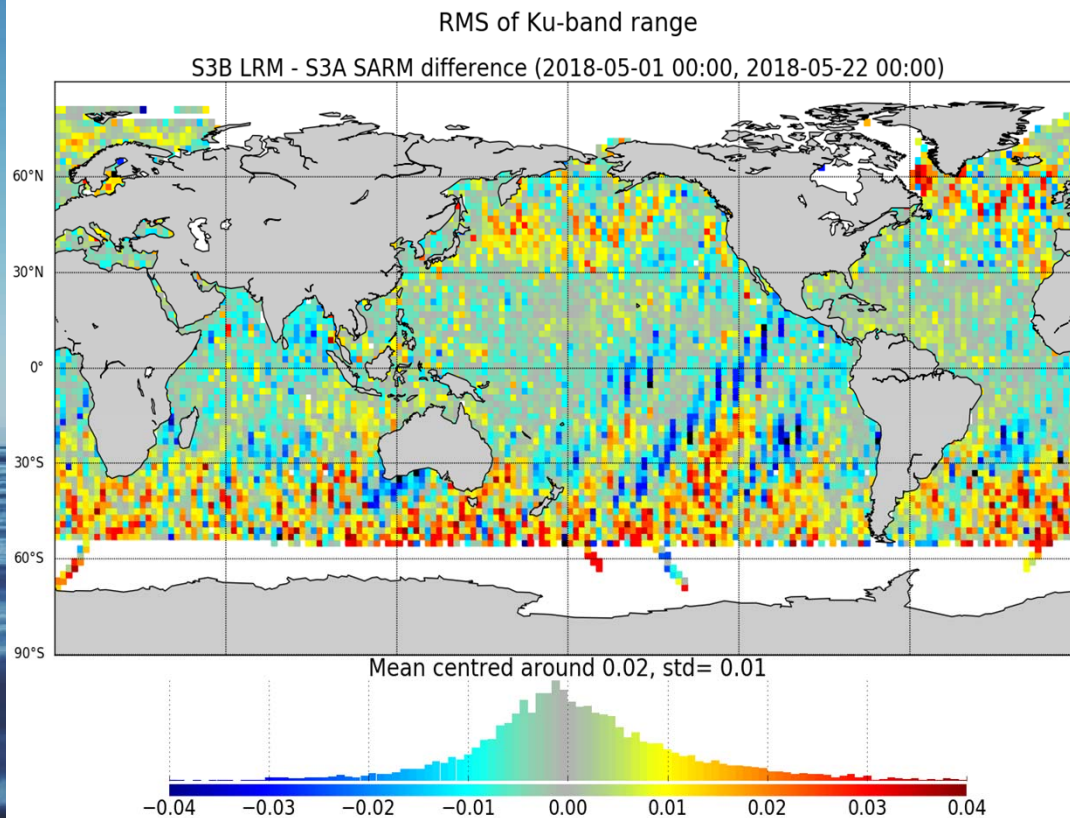 RMS of Ku-band range
S3B LRM - S3A SARM difference (2018-05-01 00:00, 2018-05-22 00:00)
60°N
30°N
0°
30°S
60°S
90°S
Mean centred around 0.02, std= 0.01
−0.04 −0.03 −0.02 −0.01 0.00 0.01 0.02 0.03 0.04